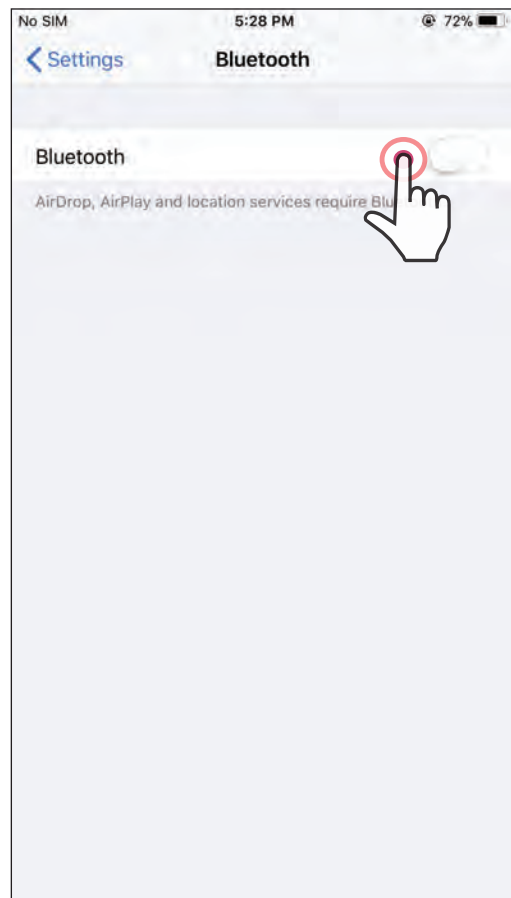 No SIM 5:28 PM 72%
Settings Bluetooth
Bluetooth
AirDrop, AirPlay and location services require